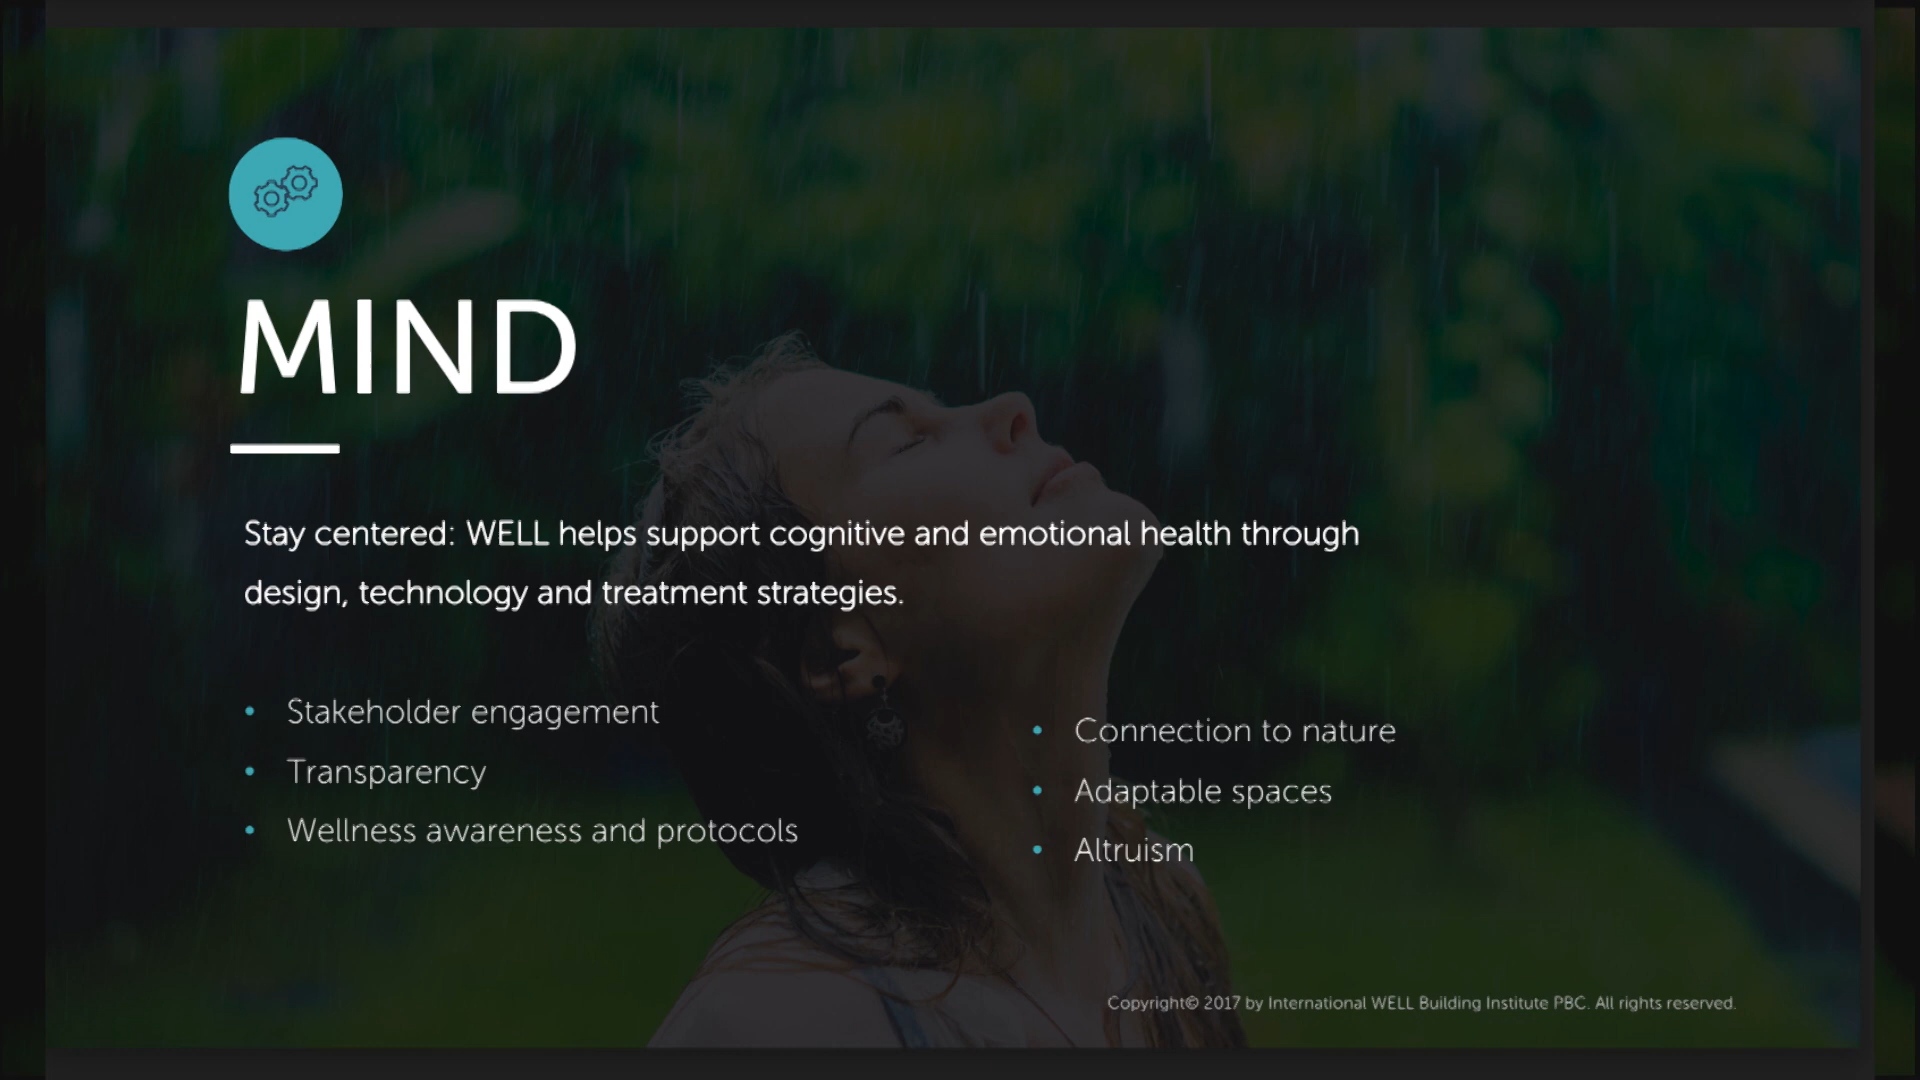 MIND
Stay centered: WELL helps support cognitive and emotional health through
design, technology and treatment strategies.
• Stakeholder engagement
• Transparency
• Wellness awareness and protocols
• Connection to nature
• Adaptable spaces
• Altruism
Copyright© 2017 by International WELL Building Institute PBC. All rights reserved.